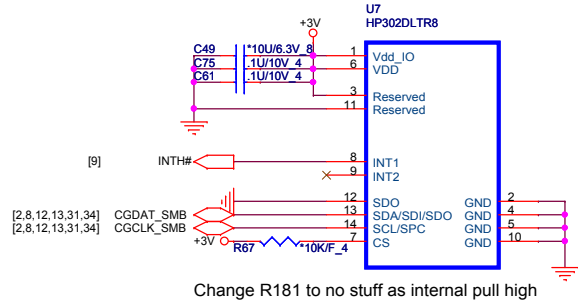 U7
HP302DLTR8
+3V
C49 *10U/6.3V_8
C75 .1U/10V_4
C61 .1U/10V_4
1 Vdd_IO
6 VDD
3 Reserved
11 Reserved
[9] INTH# 8 INT1
9 INT2
12 SDO GND 2
[2,8,12,13,31,34] CGDAT_SMB 13 SDA/SDI/SDO GND 4
[2,8,12,13,31,34] CGCLK_SMB 14 SCL/SPC GND 5
+3V R67 *10K/F_4 7 CS GND 10
Change R181 to no stuff as internal pull high